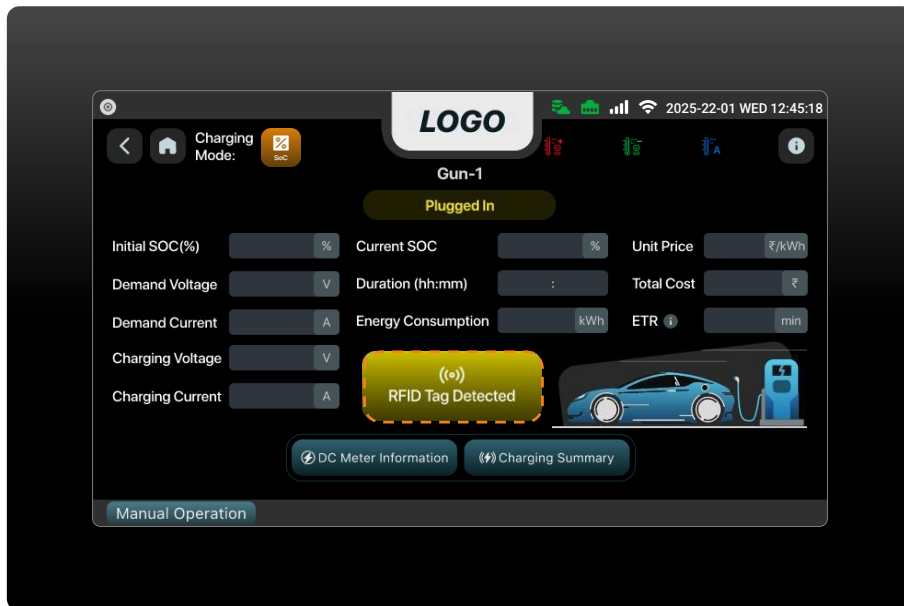 LOGO
2025-22-01 WED 12:45:18
Charging
Mode:
%
SoC
A
Gun-1
Plugged In
Initial SOC(%) %
Current SOC %
Unit Price ₹/kWh
Demand Voltage V
Duration (hh:mm) :
Total Cost ₹
Demand Current A
Energy Consumption kWh
ETR i min
Charging Voltage V
Charging Current A
RFID Tag Detected
DC Meter Information
Charging Summary
Manual Operation